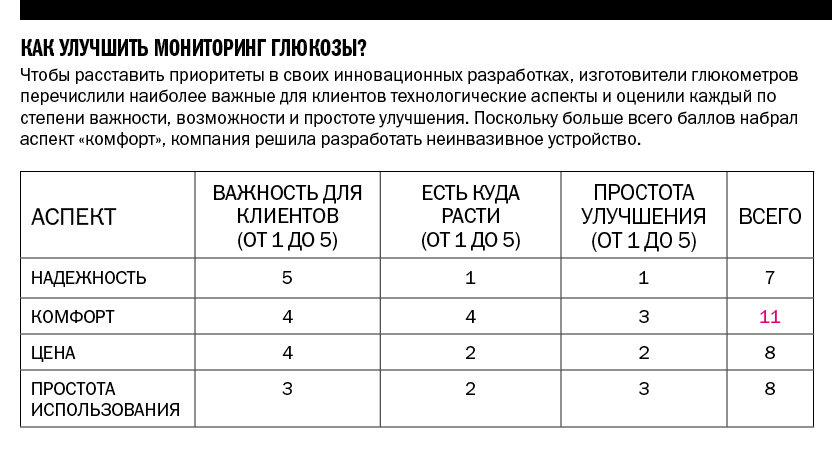 КАК УЛУЧШИТЬ МОНИТОРИНГ ГЛЮКОЗЫ?
Чтобы расставить приоритеты в своих инновационных разработках, изготовители глюкометров
перечислили наиболее важные для клиентов технологические аспекты и оценили каждый по
степени важности, возможности и простоте улучшения. Поскольку больше всего баллов набрал
аспект «комфорт», компания решила разработать неинвазивное устройство.
АСПЕКТ
ВАЖНОСТЬ ДЛЯ
КЛИЕНТОВ
(ОТ 1 ДО 5)
ЕСТЬ КУДА
РАСТИ
(ОТ 1 ДО 5)
ПРОСТОТА
УЛУЧШЕНИЯ
(ОТ 1 ДО 5)
ВСЕГО
НАДЕЖНОСТЬ 5 1 1 7
КОМФОРТ 4 4 3 11
ЦЕНА 4 2 2 8
ПРОСТОТА 3 2 3 8
ИСПОЛЬЗОВАНИЯ